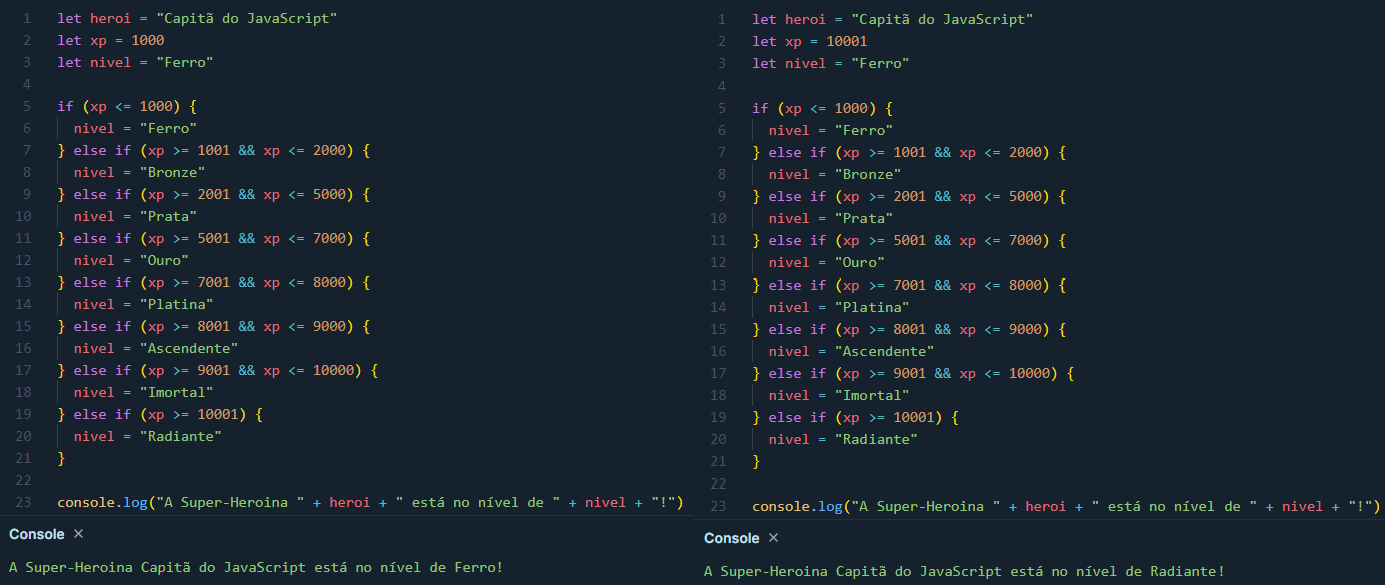 1 let heroi = "Capitã do JavaScript"
2 let xp = 1000
3 let nivel = "Ferro"
4
5 if (xp <= 1000) {
6 nivel = "Ferro"
7 } else if (xp >= 1001 && xp <= 2000) {
8 nivel = "Bronze"
9 } else if (xp >= 2001 && xp <= 5000) {
10 nivel = "Prata"
11 } else if (xp >= 5001 && xp <= 7000) {
12 nivel = "Ouro"
13 } else if (xp >= 7001 && xp <= 8000) {
14 nivel = "Platina"
15 } else if (xp >= 8001 && xp <= 9000) {
16 nivel = "Ascendente"
17 } else if (xp >= 9001 && xp <= 10000) {
18 nivel = "Imortal"
19 } else if (xp >= 10001) {
20 nivel = "Radiante"
21 }
22
23 console.log("A Super-Heroina " + heroi + " está no nível de " + nivel + "!")
Console ×
A Super-Heroina Capitã do JavaScript está no nível de Ferro!
1 let heroi = "Capitã do JavaScript"
2 let xp = 10001
3 let nivel = "Ferro"
4
5 if (xp <= 1000) {
6 nivel = "Ferro"
7 } else if (xp >= 1001 && xp <= 2000) {
8 nivel = "Bronze"
9 } else if (xp >= 2001 && xp <= 5000) {
10 nivel = "Prata"
11 } else if (xp >= 5001 && xp <= 7000) {
12 nivel = "Ouro"
13 } else if (xp >= 7001 && xp <= 8000) {
14 nivel = "Platina"
15 } else if (xp >= 8001 && xp <= 9000) {
16 nivel = "Ascendente"
17 } else if (xp >= 9001 && xp <= 10000) {
18 nivel = "Imortal"
19 } else if (xp >= 10001) {
20 nivel = "Radiante"
21 }
22
23 console.log("A Super-Heroina " + heroi + " está no nível de " + nivel + "!")
Console ×
A Super-Heroina Capitã do JavaScript está no nível de Radiante!